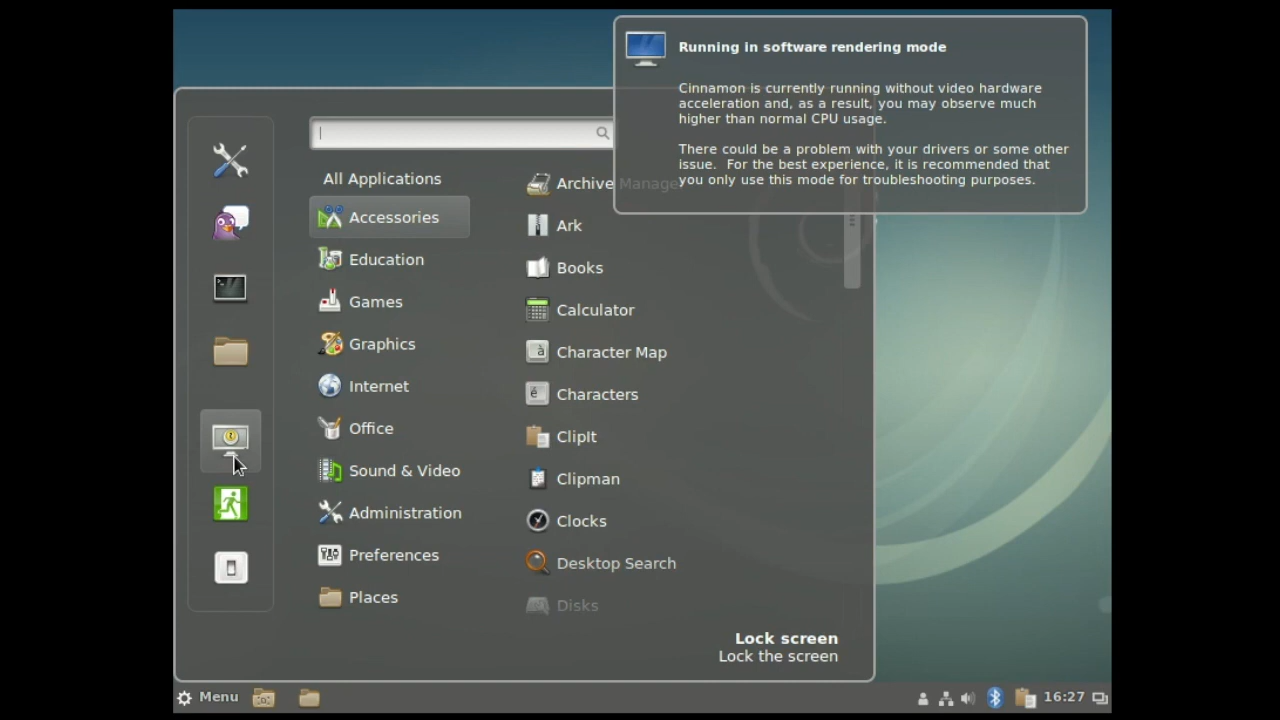 Running in software rendering mode
Cinnamon is currently running without video hardware
acceleration and, as a result, you may observe much
higher than normal CPU usage.
There could be a problem with your drivers or some other
issue.  For the best experience, it is recommended that
you only use this mode for troubleshooting purposes.
All Applications
Accessories
Education
Games
Graphics
Internet
Office
Sound & Video
Administration
Preferences
Places
Archive Manager
Ark
Books
Calculator
Character Map
Characters
ClipIt
Clipman
Clocks
Desktop Search
Disks
Lock screen
Lock the screen
Menu
16:27